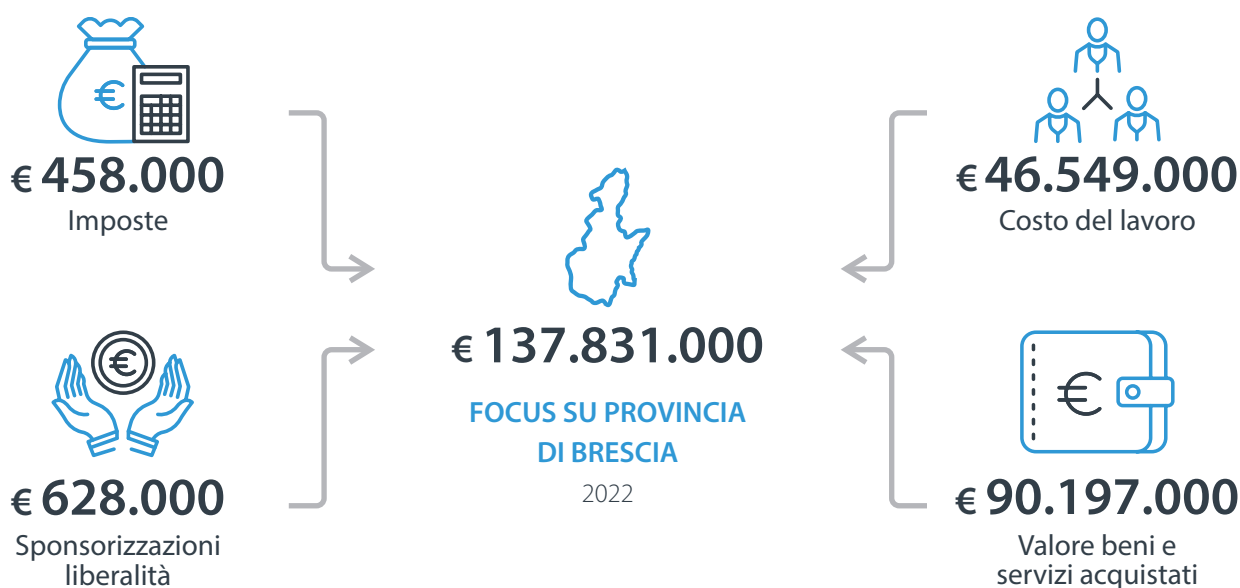 € 458.000
Imposte
€ 628.000
Sponsorizzazioni
liberalità
€ 137.831.000
FOCUS SU PROVINCIA
DI BRESCIA
2022
€ 46.549.000
Costo del lavoro
€ 90.197.000
Valore beni e
servizi acquistati